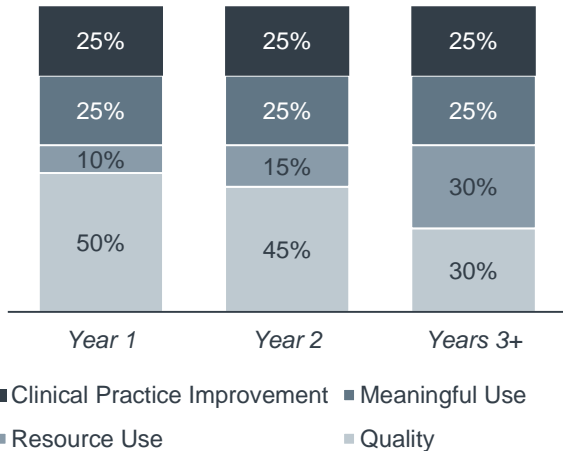 25% 25% 25%
25% 25% 25%
10% 15% 30%
50% 45% 30%
Year 1 Year 2 Years 3+
Clinical Practice Improvement Meaningful Use
Resource Use Quality